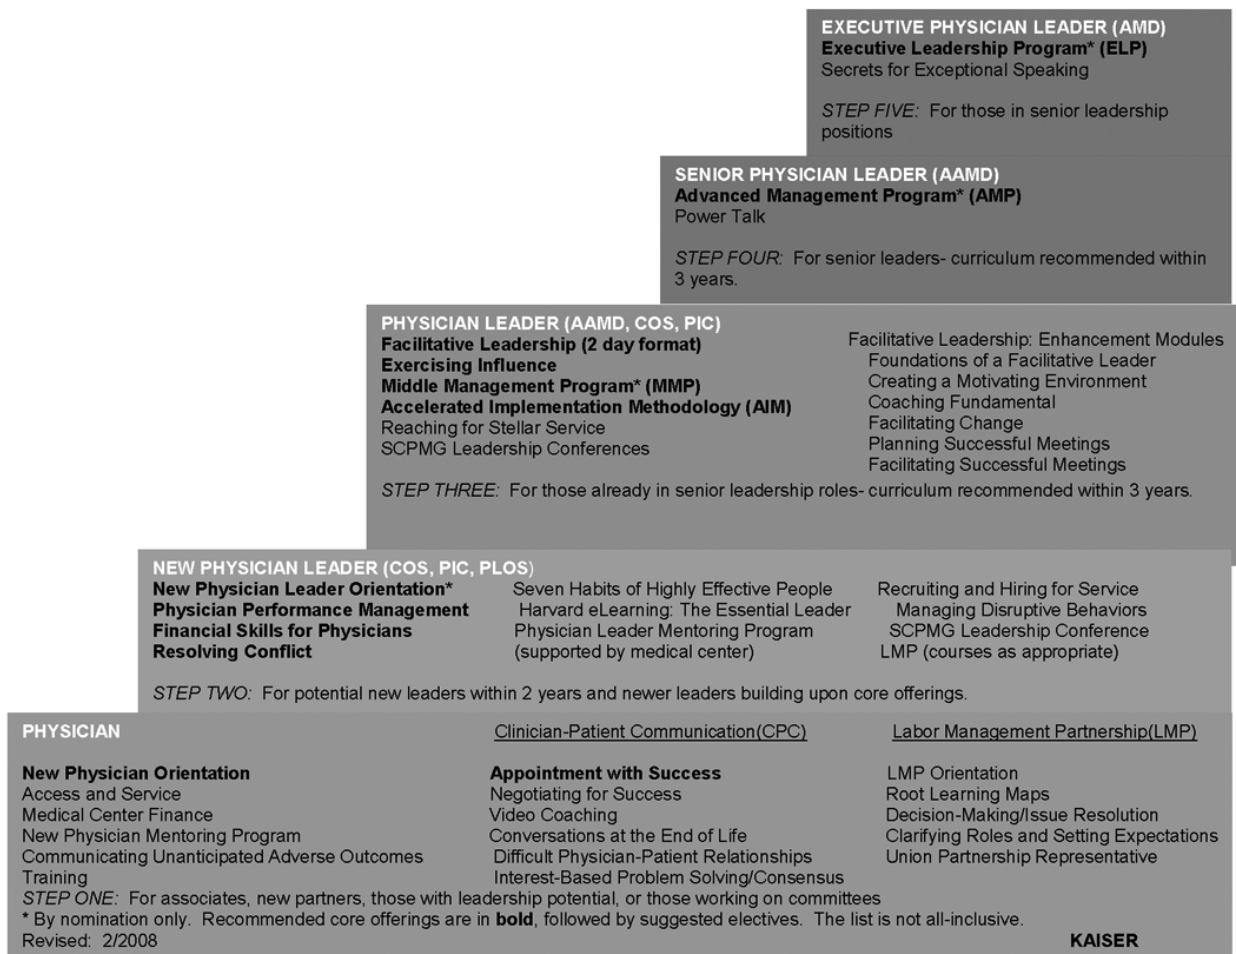 EXECUTIVE PHYSICIAN LEADER (AMD)
Executive Leadership Program* (ELP)
Secrets for Exceptional Speaking
STEP FIVE: For those in senior leadership
positions
SENIOR PHYSICIAN LEADER (AAMD)
Advanced Management Program* (AMP)
Power Talk
STEP FOUR: For senior leaders- curriculum recommended within
3 years.
PHYSICIAN LEADER (AAMD, COS, PIC)
Facilitative Leadership (2 day format)
Exercising Influence
Middle Management Program* (MMP)
Accelerated Implementation Methodology (AIM)
Reaching for Stellar Service
SCPMG Leadership Conferences
Facilitative Leadership: Enhancement Modules
Foundations of a Facilitative Leader
Creating a Motivating Environment
Coaching Fundamental
Facilitating Change
Planning Successful Meetings
Facilitating Successful Meetings
STEP THREE: For those already in senior leadership roles- curriculum recommended within 3 years.
NEW PHYSICIAN LEADER (COS, PIC, PLOS)
New Physician Leader Orientation*
Physician Performance Management
Financial Skills for Physicians
Resolving Conflict
Seven Habits of Highly Effective People
Harvard eLearning: The Essential Leader
Physician Leader Mentoring Program
(supported by medical center)
Recruiting and Hiring for Service
Managing Disruptive Behaviors
SCPMG Leadership Conference
LMP (courses as appropriate)
STEP TWO: For potential new leaders within 2 years and newer leaders building upon core offerings.
PHYSICIAN
New Physician Orientation
Access and Service
Medical Center Finance
New Physician Mentoring Program
Communicating Unanticipated Adverse Outcomes
Training
Clinician-Patient Communication(CPC)
Appointment with Success
Negotiating for Success
Video Coaching
Conversations at the End of Life
Difficult Physician-Patient Relationships
Interest-Based Problem Solving/Consensus
Labor Management Partnership(LMP)
LMP Orientation
Root Learning Maps
Decision-Making/Issue Resolution
Clarifying Roles and Setting Expectations
Union Partnership Representative
STEP ONE: For associates, new partners, those with leadership potential, or those working on committees
* By nomination only. Recommended core offerings are in bold, followed by suggested electives. The list is not all-inclusive.
Revised: 2/2008
KAISER